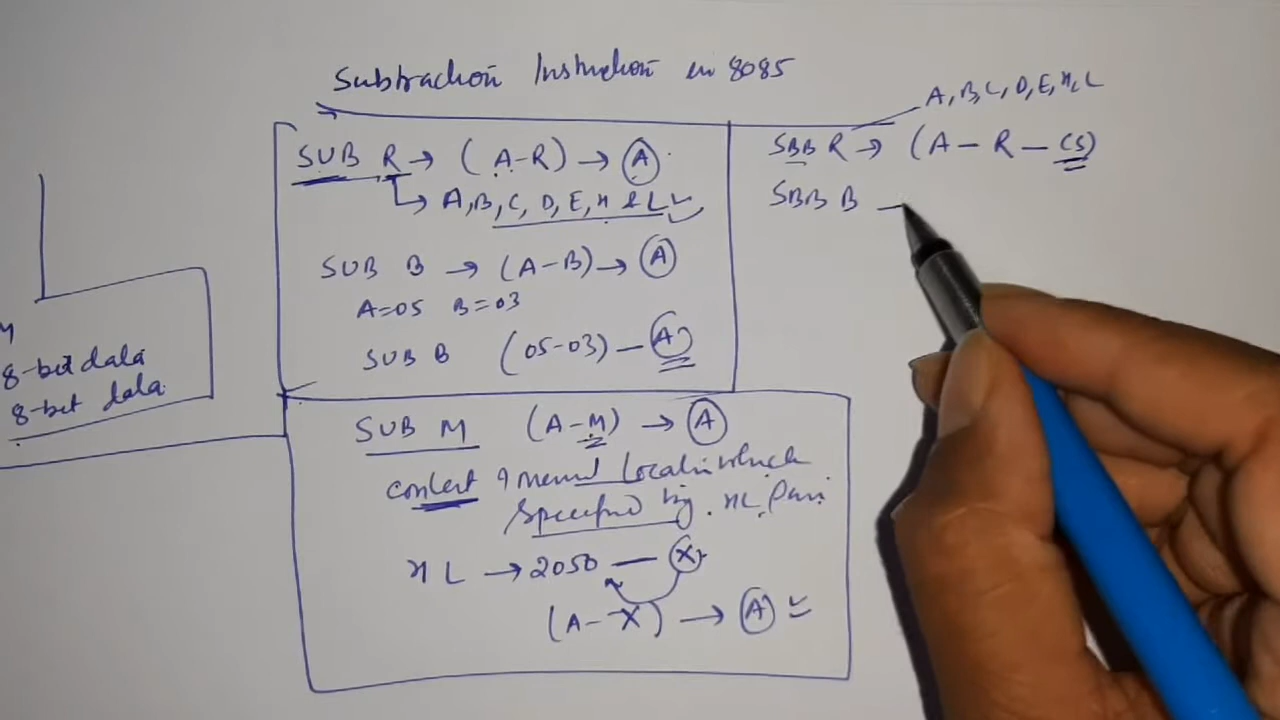 Subtraction Instruction in 8085
SUB R → (A-R) → A
↳ A, B, C, D, E, H & L
SUB B → (A-B) → A
A=05 B=03
SUB B (05-03) — A
SUB M (A-M) → A
content of memory location which
specified by HL Pair
HL → 2050 — X
(A-X) → A
A, B, C, D, E, H, L
SBB R → (A - R - CS)
SBB B —
8-bit data
8-bit data